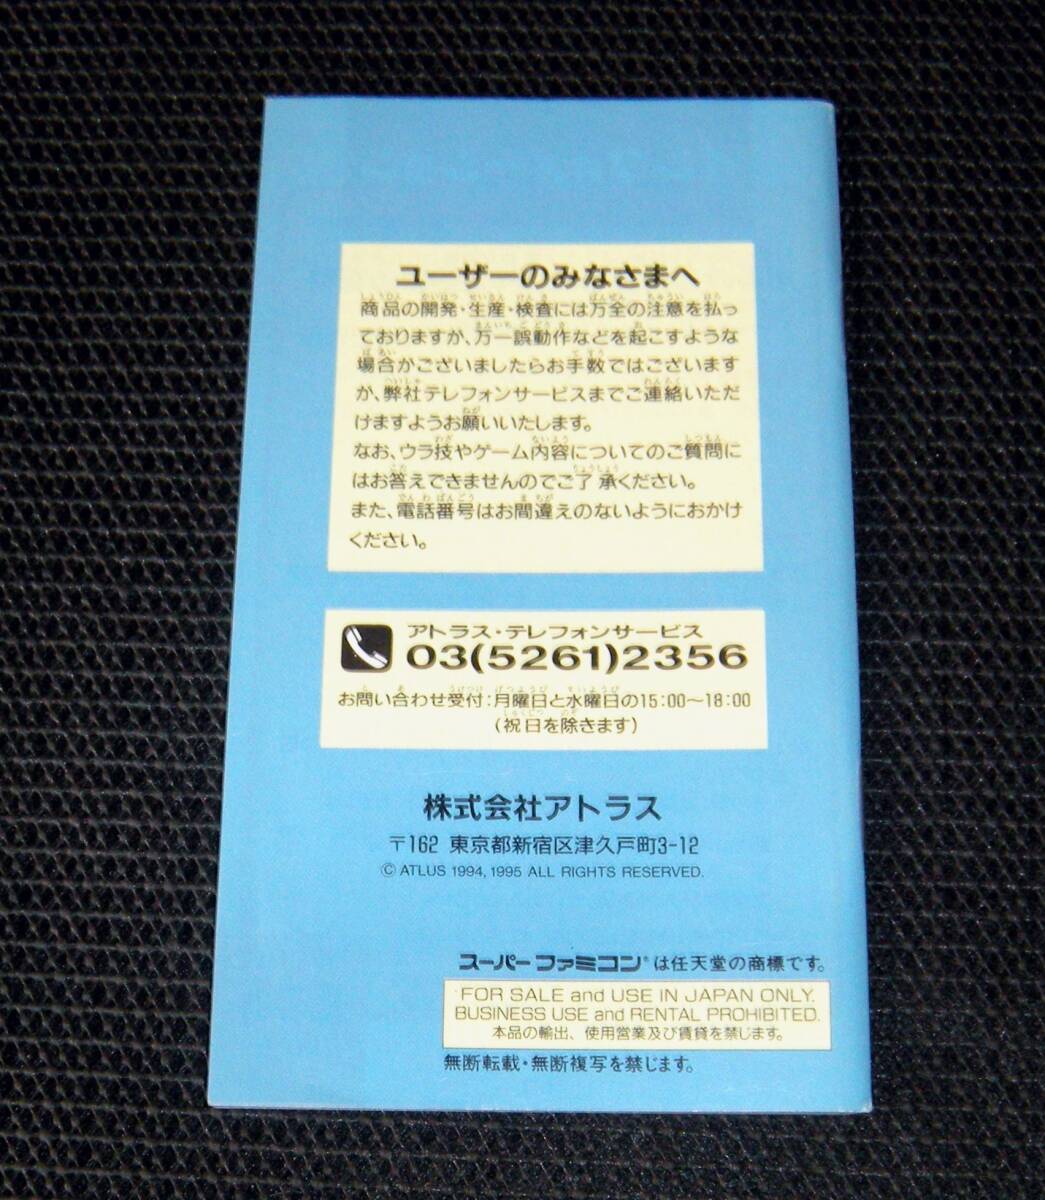 ユーザーのみなさまへ
商品の開発・生産・検査には万全の注意を払っ
ておりますが、万一誤動作などを起こすような
場合がございましたらお手数ではございます
が、弊社テレフォンサービスまでご連絡いただ
けますようお願いいたします。
なお、ウラ技やゲーム内容についてのご質問に
はお答えできませんのでご了承ください。
また、電話番号はお間違えのないようにおかけ
ください。
アトラス・テレフォンサービス
03(5261)2356
お問い合わせ受付:月曜日と水曜日の15:00〜18:00
(祝日を除きます)
株式会社アトラス
〒162 東京都新宿区津久戸町3-12
© ATLUS 1994, 1995 ALL RIGHTS RESERVED.
スーパーファミコン®は任天堂の商標です。
FOR SALE and USE IN JAPAN ONLY.
BUSINESS USE and RENTAL PROHIBITED.
本品の輸出、使用営業及び賃貸を禁じます。
無断転載・無断複写を禁じます。